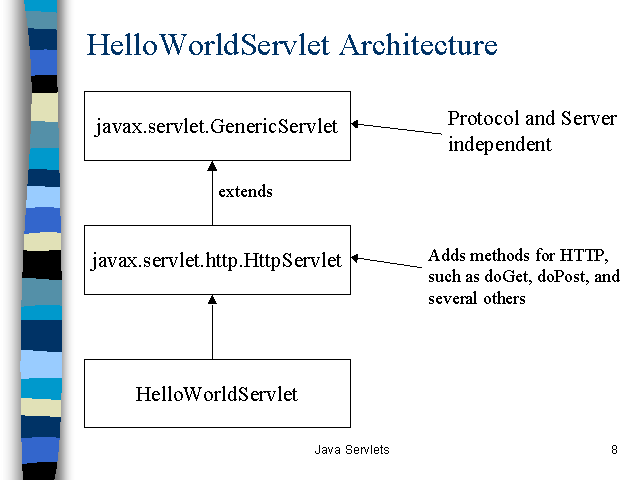 HelloWorldServlet Architecture
javax.servlet.GenericServlet
Protocol and Server
independent
extends
javax.servlet.http.HttpServlet
Adds methods for HTTP,
such as doGet, doPost, and
several others
HelloWorldServlet
Java Servlets
8